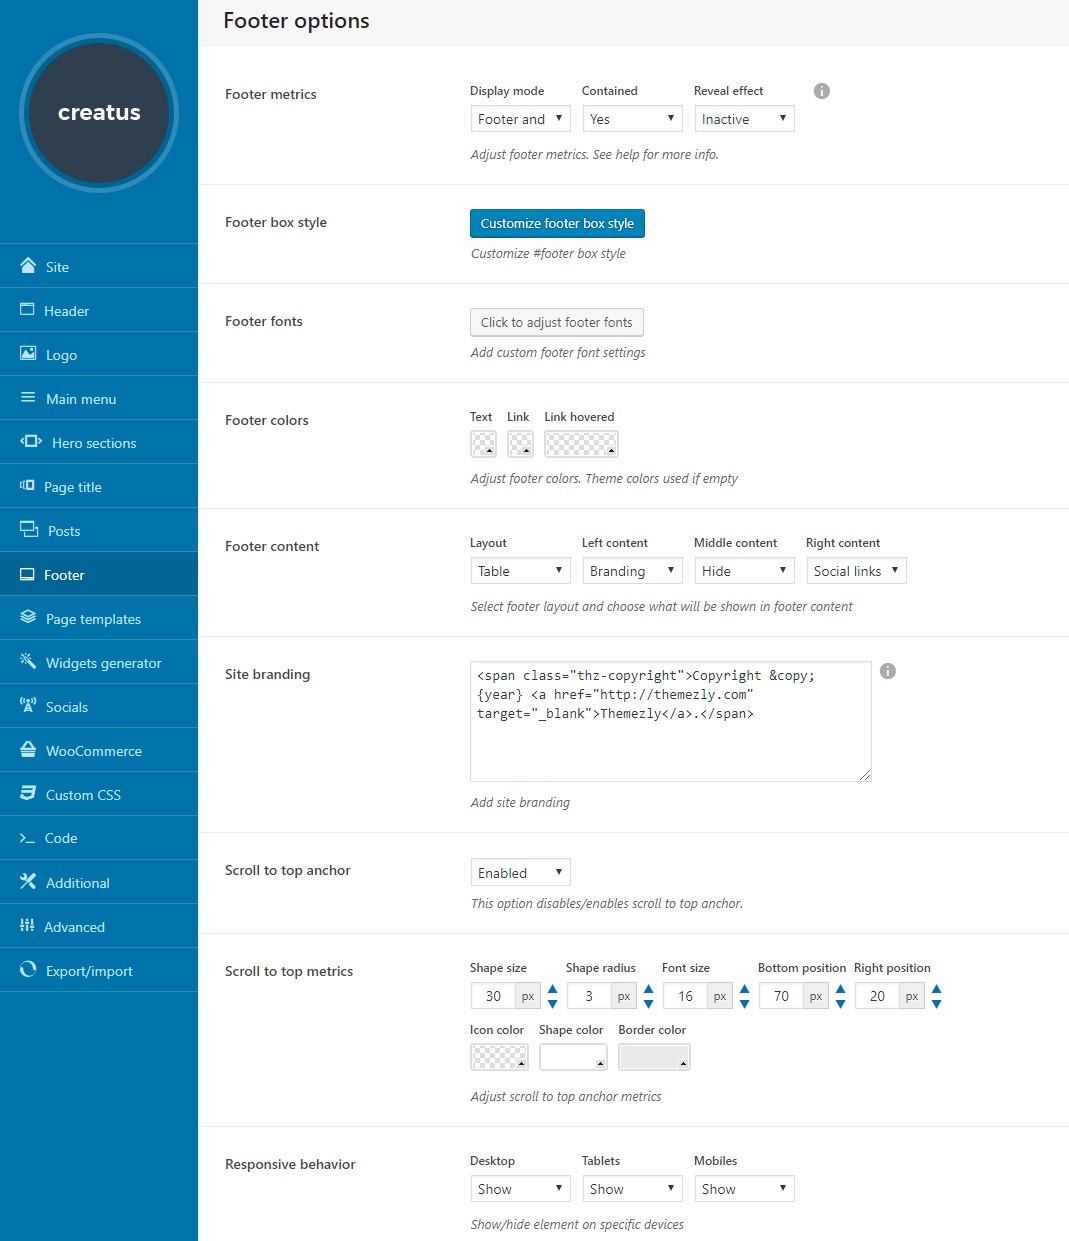 creatus
Site
Header
Logo
Main menu
Hero sections
Page title
Posts
Footer
Page templates
Widgets generator
Socials
WooCommerce
Custom CSS
Code
Additional
Advanced
Export/import
Footer options
Footer metrics
Display mode Contained Reveal effect
Footer and Yes Inactive
Adjust footer metrics. See help for more info.
Footer box style
Customize footer box style
Customize #footer box style
Footer fonts
Click to adjust footer fonts
Add custom footer font settings
Footer colors
Text Link Link hovered
Adjust footer colors. Theme colors used if empty
Footer content
Layout Left content Middle content Right content
Table Branding Hide Social links
Select footer layout and choose what will be shown in footer content
Site branding
<span class="thz-copyright">Copyright &copy;
{year} <a href="http://themezly.com"
target="_blank">Themezly</a>.</span>
Add site branding
Scroll to top anchor
Enabled
This option disables/enables scroll to top anchor.
Scroll to top metrics
Shape size Shape radius Font size Bottom position Right position
30 px 3 px 16 px 70 px 20 px
Icon color Shape color Border color
Adjust scroll to top anchor metrics
Responsive behavior
Desktop Tablets Mobiles
Show Show Show
Show/hide element on specific devices